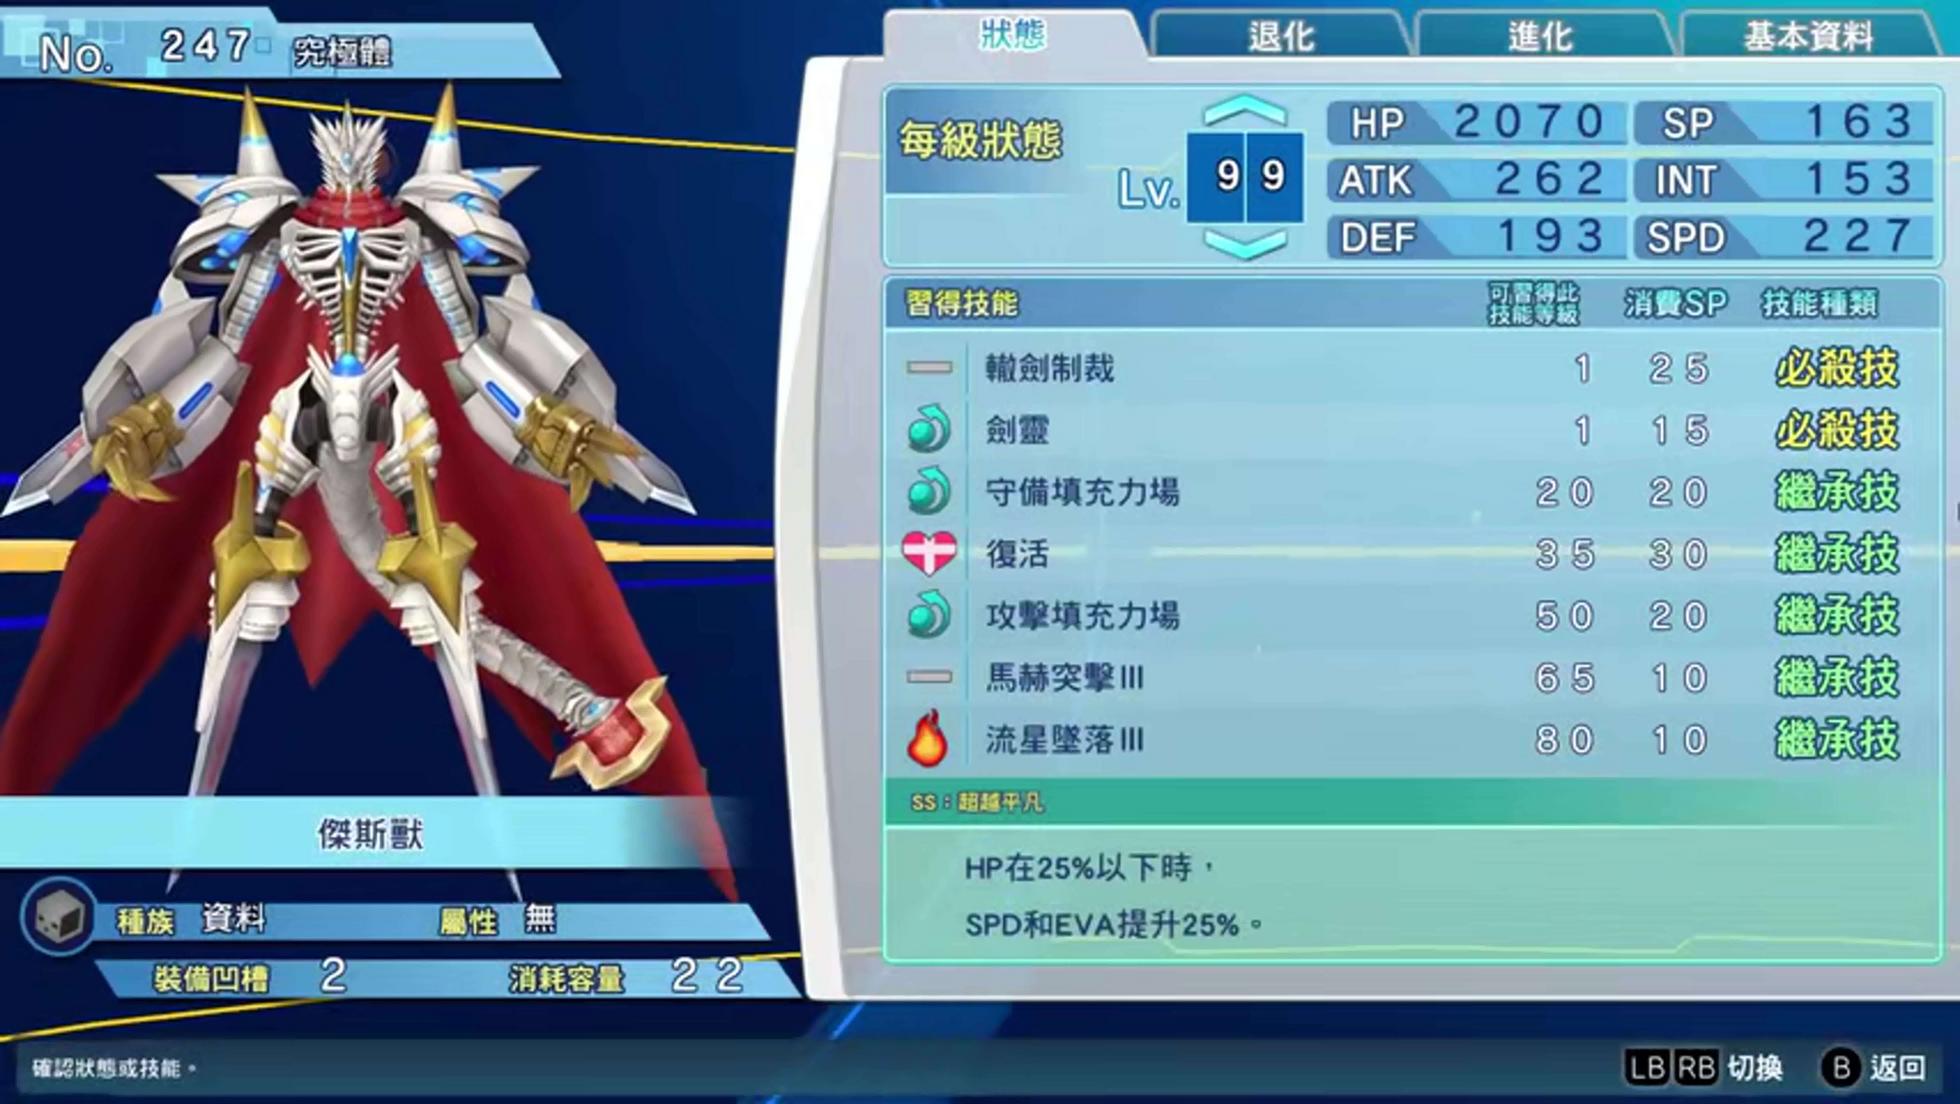 No. 247 究極體
狀態 退化 進化 基本資料
每級狀態
Lv. 99
HP 2070 SP 163
ATK 262 INT 153
DEF 193 SPD 227
習得技能 可習得此技能等級 消費SP 技能種類
轍劍制裁 1 25 必殺技
劍靈 1 15 必殺技
守備填充力場 20 20 繼承技
復活 35 30 繼承技
攻擊填充力場 50 20 繼承技
馬赫突擊III 65 10 繼承技
流星墜落III 80 10 繼承技
SS：超越平凡
HP在25%以下時，
SPD和EVA提升25%。
傑斯獸
種族 資料 屬性 無
裝備凹槽 2 消耗容量 22
確認狀態或技能。
LB RB 切換 B 返回